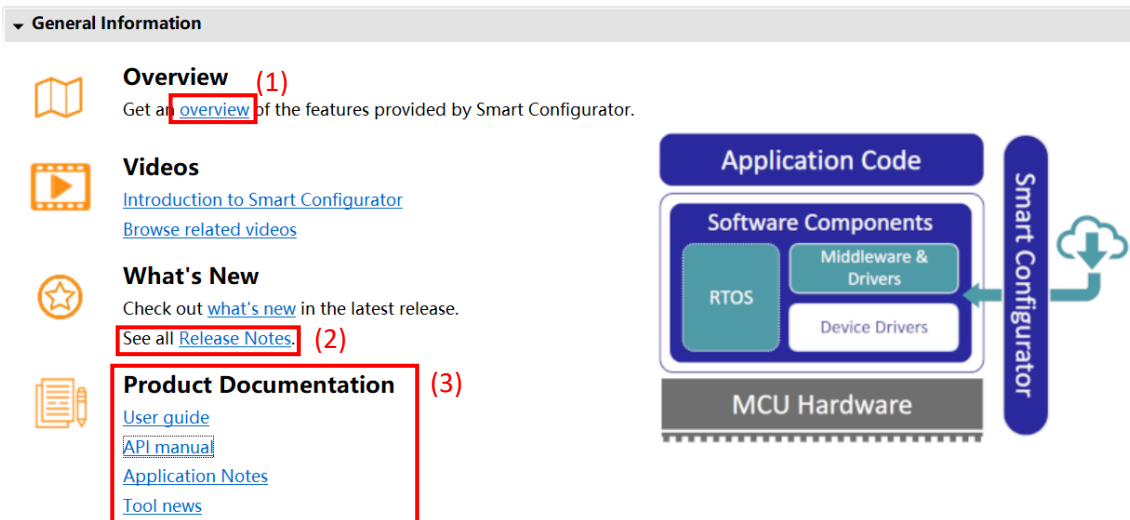 General Information
Overview
(1)
Get an overview of the features provided by Smart Configurator.
Videos
Introduction to Smart Configurator
Browse related videos
What's New
Check out what's new in the latest release.
See all Release Notes.
(2)
Product Documentation
(3)
User guide
API manual
Application Notes
Tool news
Application Code
Software Components
RTOS
Middleware &
Drivers
Device Drivers
MCU Hardware
Smart Configurator